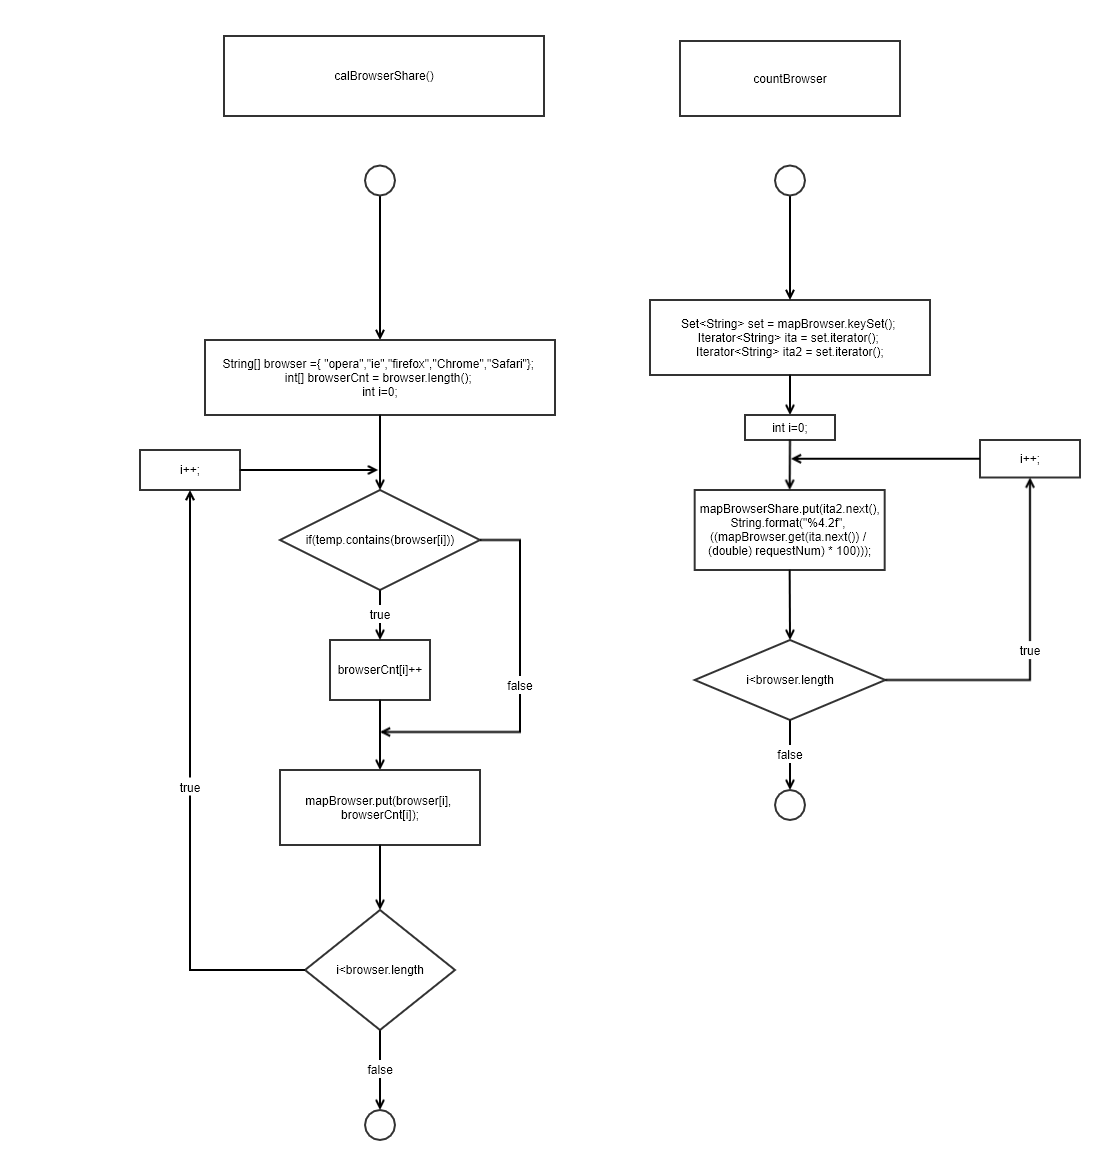 calBrowserShare()
String[] browser ={ "opera","ie","firefox","Chrome","Safari"};
int[] browserCnt = browser.length();
int i=0;
i++;
if(temp.contains(browser[i]))
true
browserCnt[i]++
false
true
mapBrowser.put(browser[i],
browserCnt[i]);
i<browser.length
false
countBrowser
Set<String> set = mapBrowser.keySet();
Iterator<String> ita = set.iterator();
Iterator<String> ita2 = set.iterator();
int i=0;
i++;
mapBrowserShare.put(ita2.next(),
String.format("%4.2f",
((mapBrowser.get(ita.next()) /
(double) requestNum) * 100)));
true
i<browser.length
false